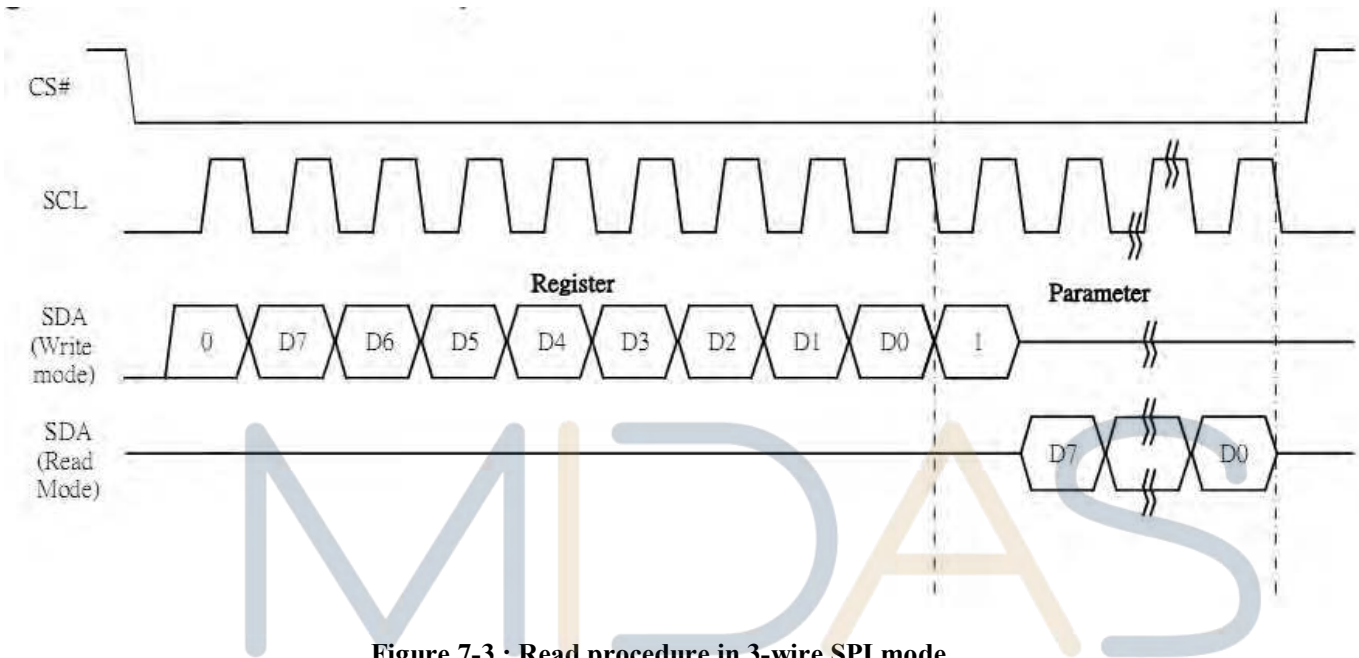 CS#
SCL
Register
Parameter
SDA
(Write
mode)
0 D7 D6 D5 D4 D3 D2 D1 D0 1
SDA
(Read
Mode)
D7 D0
MIDAS
Figure 7-3 : Read procedure in 3-wire SPI mode